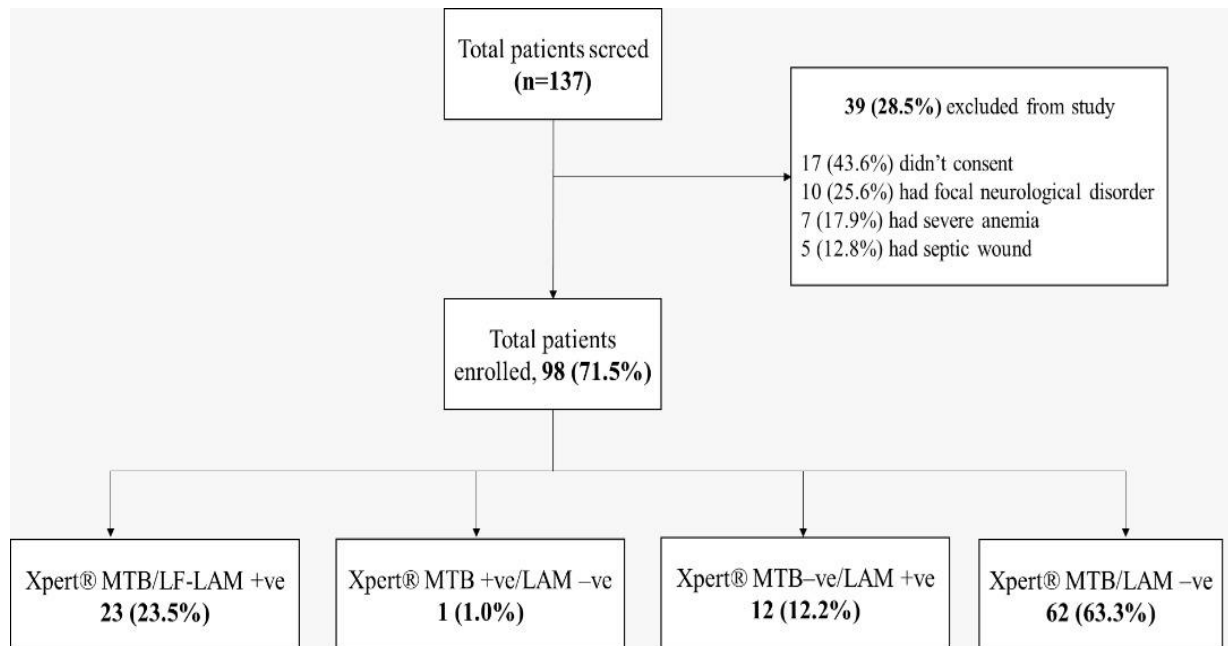 Total patients screed
(n=137)
39 (28.5%) excluded from study
17 (43.6%) didn’t consent
10 (25.6%) had focal neurological disorder
7 (17.9%) had severe anemia
5 (12.8%) had septic wound
Total patients
enrolled, 98 (71.5%)
Xpert® MTB/LF-LAM +ve
23 (23.5%)
Xpert® MTB +ve/LAM –ve
1 (1.0%)
Xpert® MTB–ve/LAM +ve
12 (12.2%)
Xpert® MTB/LAM –ve
62 (63.3%)